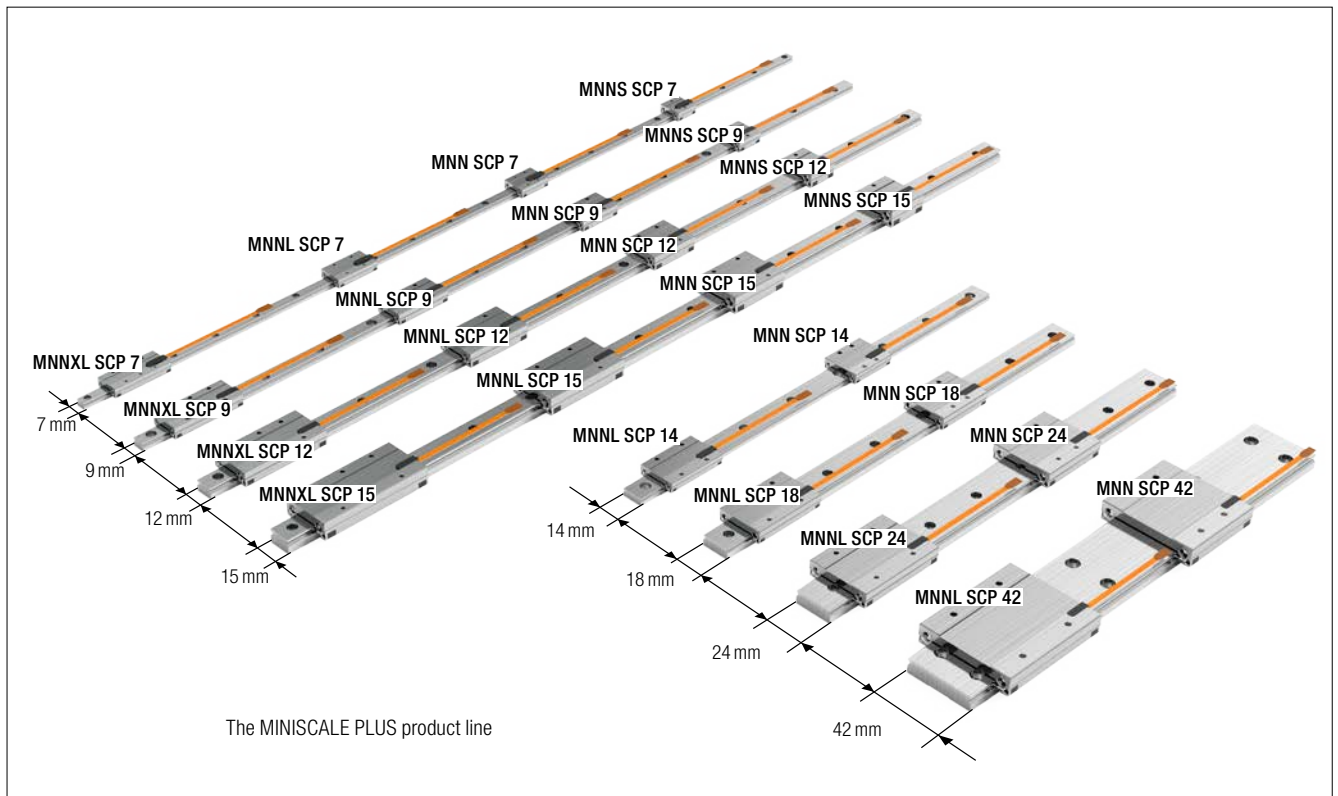 MNNS SCP 7
MNN SCP 7
MNNL SCP 7
MNNXL SCP 7
7 mm
MNNS SCP 9
MNN SCP 9
MNNL SCP 9
MNNXL SCP 9
9 mm
MNNS SCP 12
MNN SCP 12
MNNL SCP 12
MNNXL SCP 12
12 mm
MNNS SCP 15
MNN SCP 15
MNNL SCP 15
MNNXL SCP 15
15 mm
MNN SCP 14
MNNL SCP 14
14 mm
MNN SCP 18
MNNL SCP 18
18 mm
MNN SCP 24
MNNL SCP 24
24 mm
MNN SCP 42
MNNL SCP 42
42 mm
The MINISCALE PLUS product line